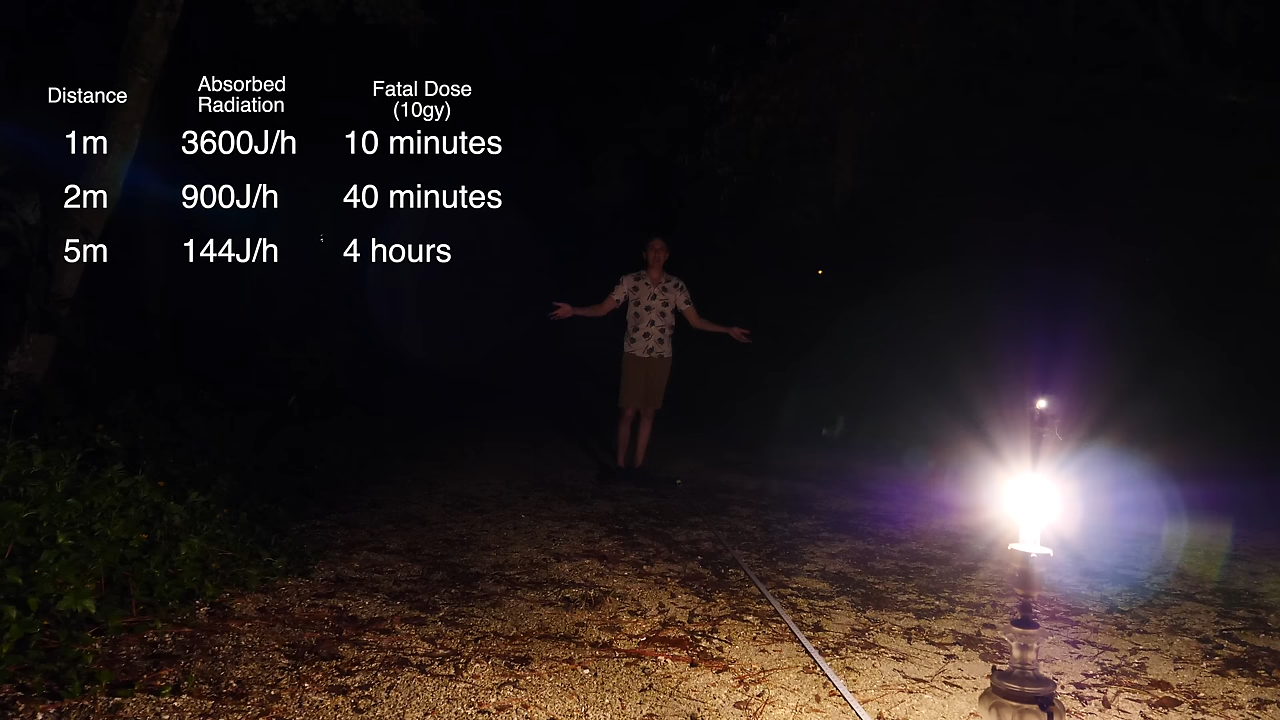 Distance Absorbed Radiation Fatal Dose (10gy)
1m 3600J/h 10 minutes
2m 900J/h 40 minutes
5m 144J/h 4 hours